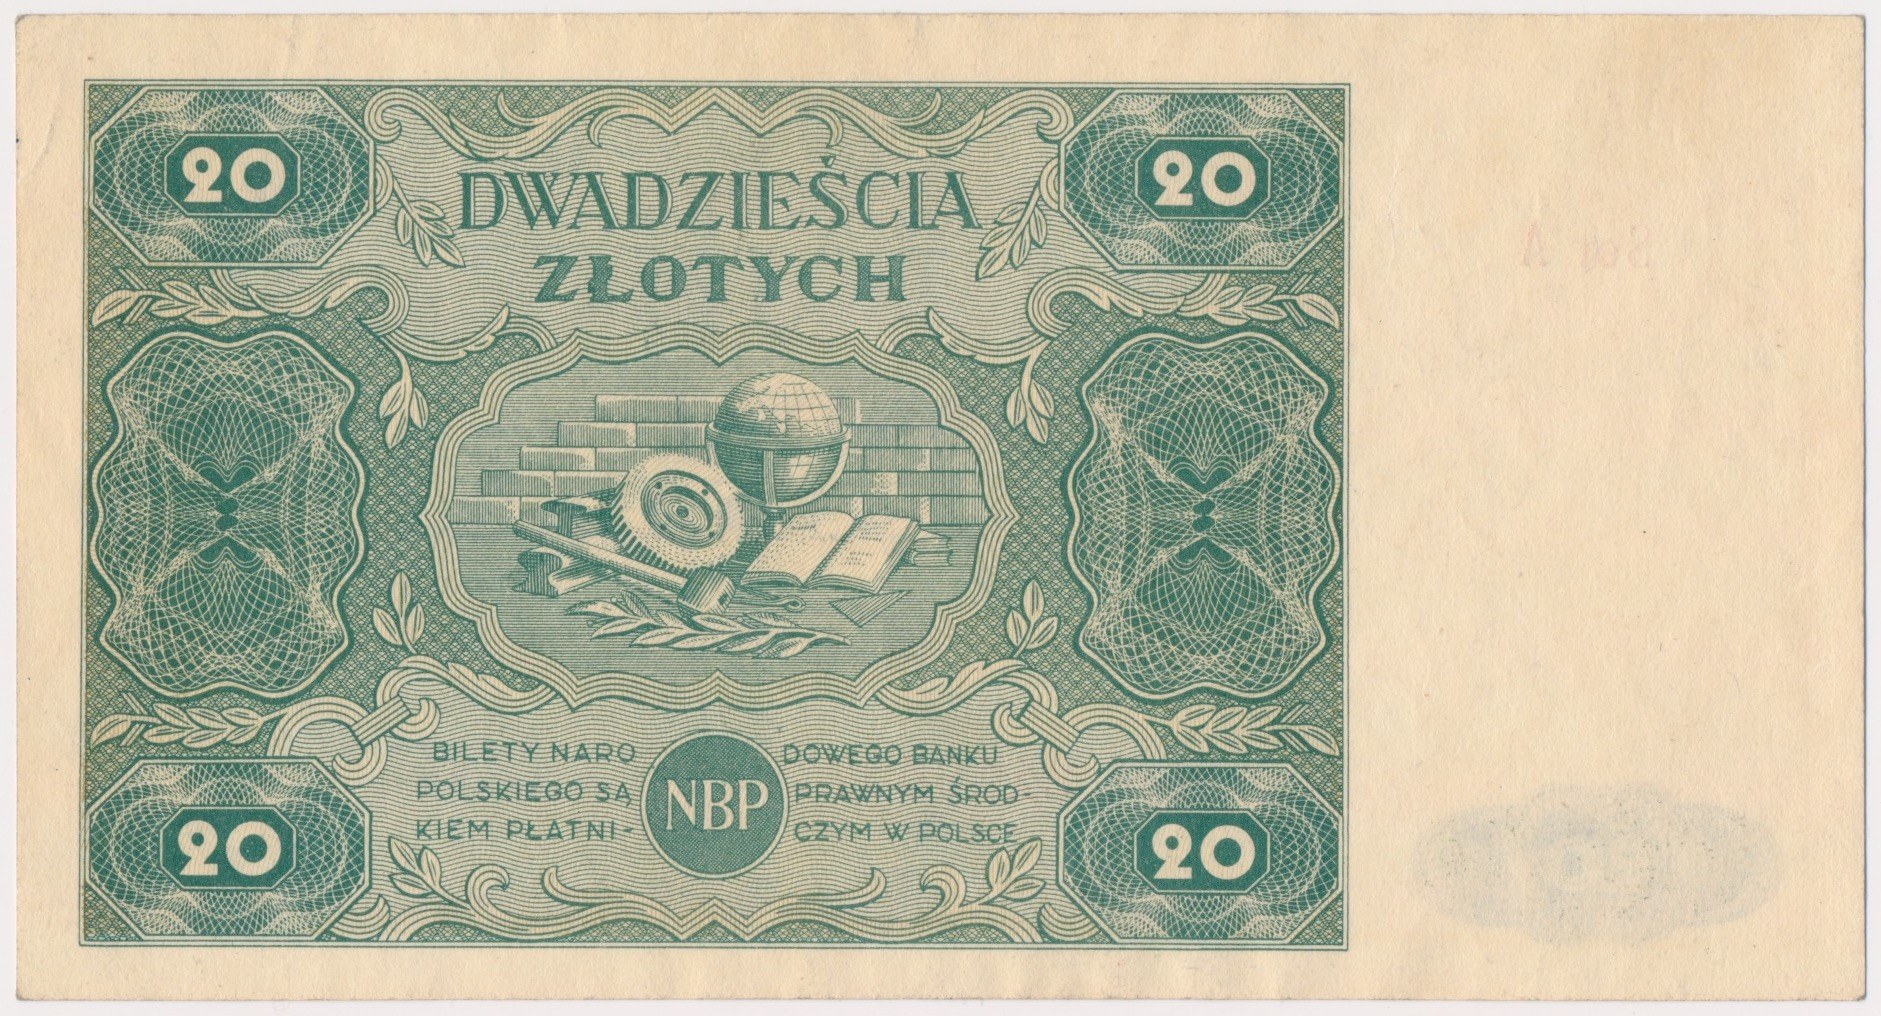 20 20
DWADZIEŚCIA
ZŁOTYCH
BILETY NARO DOWEGO BANKU
POLSKIEGO SĄ NBP PRAWNYM ŚROD-
KIEM PŁATNI- CZYM W POLSCE
20 20